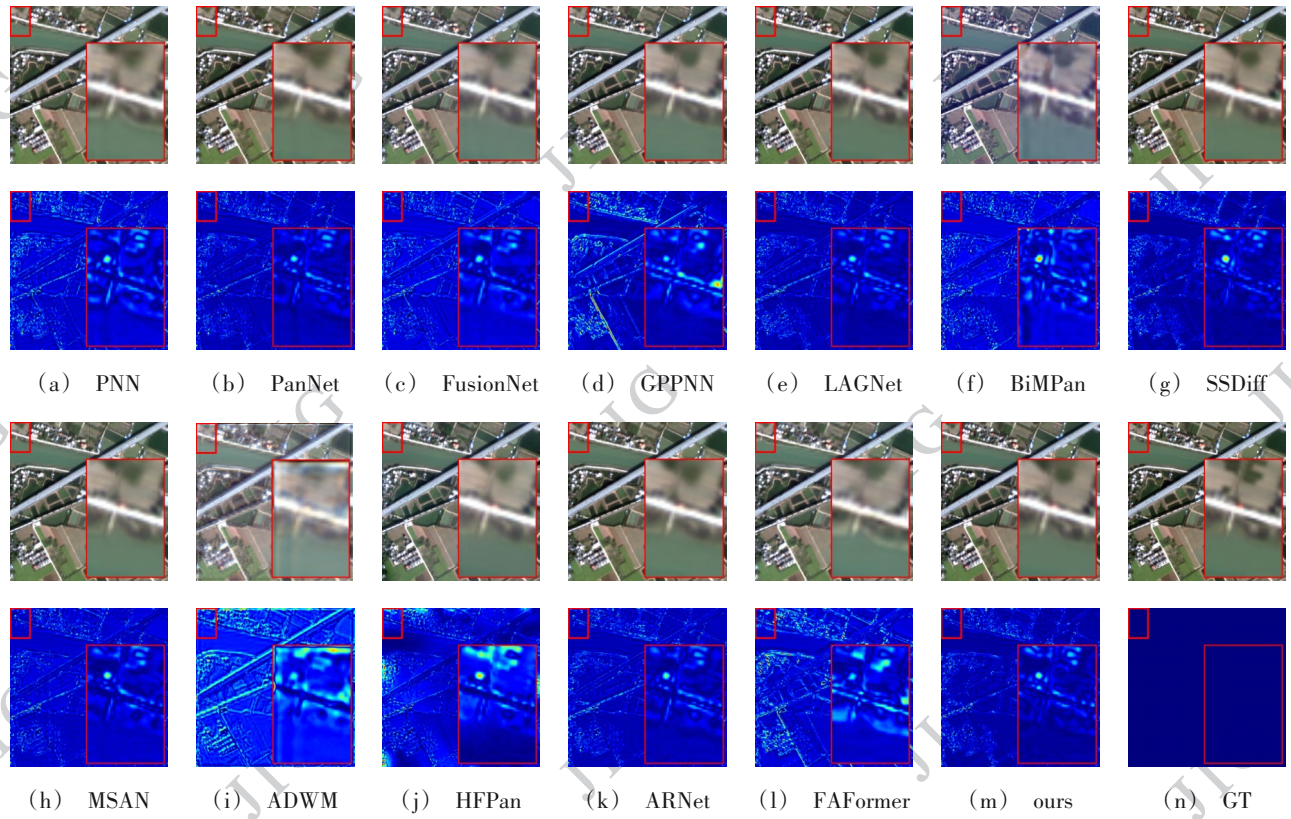 (a) PNN (b) PanNet (c) FusionNet (d) GPPNN (e) LAGNet (f) BiMPan (g) SSDiff
(h) MSAN (i) ADWM (j) HFPan (k) ARNet (l) FAFormer (m) ours (n) GT